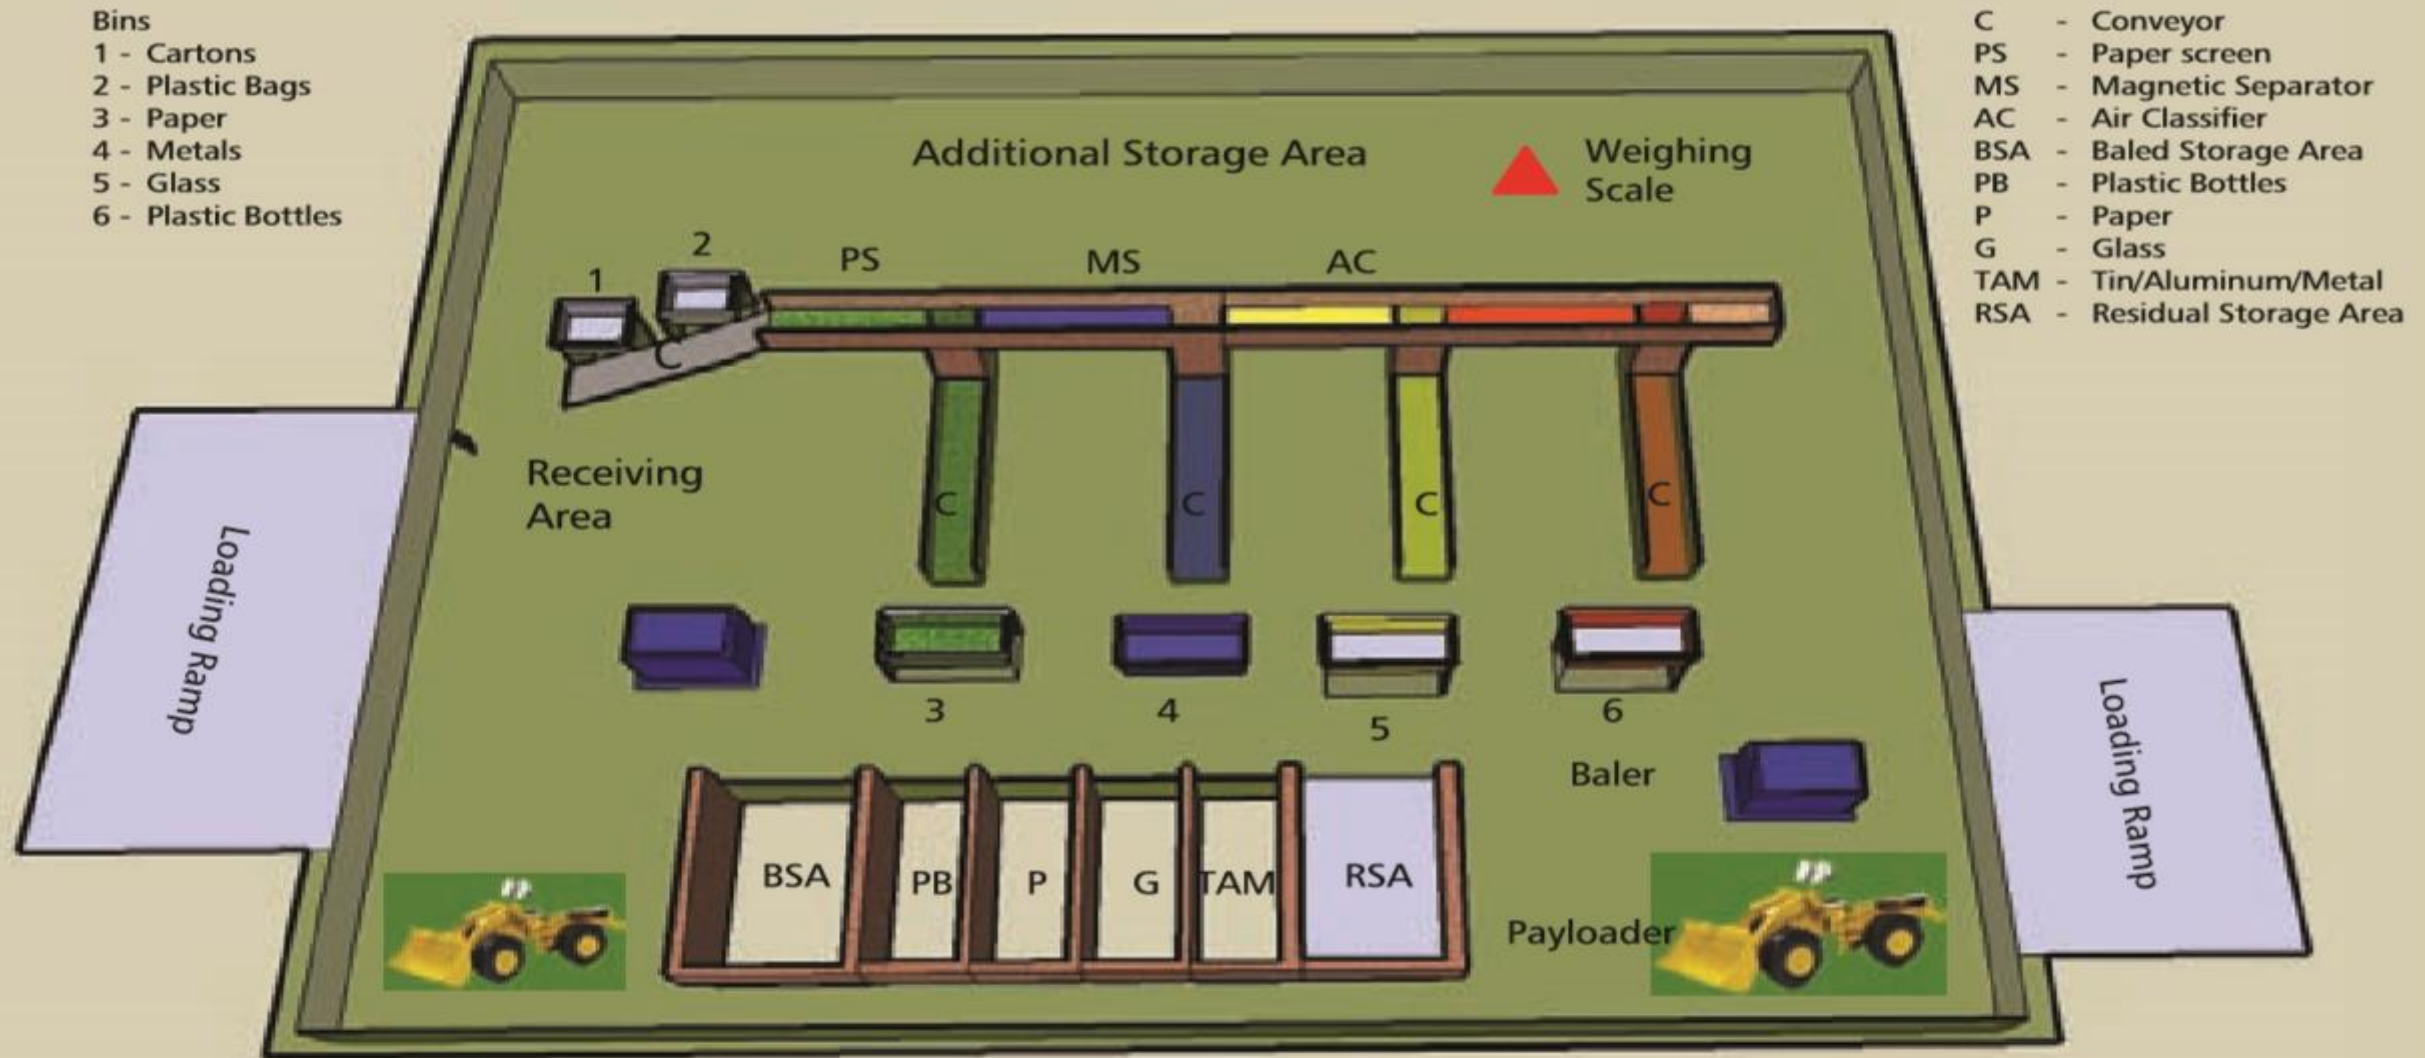 Bins
1 - Cartons
2 - Plastic Bags
3 - Paper
4 - Metals
5 - Glass
6 - Plastic Bottles
C - Conveyor
PS - Paper screen
MS - Magnetic Separator
AC - Air Classifier
BSA - Baled Storage Area
PB - Plastic Bottles
P - Paper
G - Glass
TAM - Tin/Aluminum/Metal
RSA - Residual Storage Area
Additional Storage Area
Weighing
Scale
1
2
PS
MS
AC
C
Receiving
Area
C
C
C
C
Loading Ramp
3
4
5
6
Baler
Loading Ramp
BSA
PB
P
G
TAM
RSA
Payloader